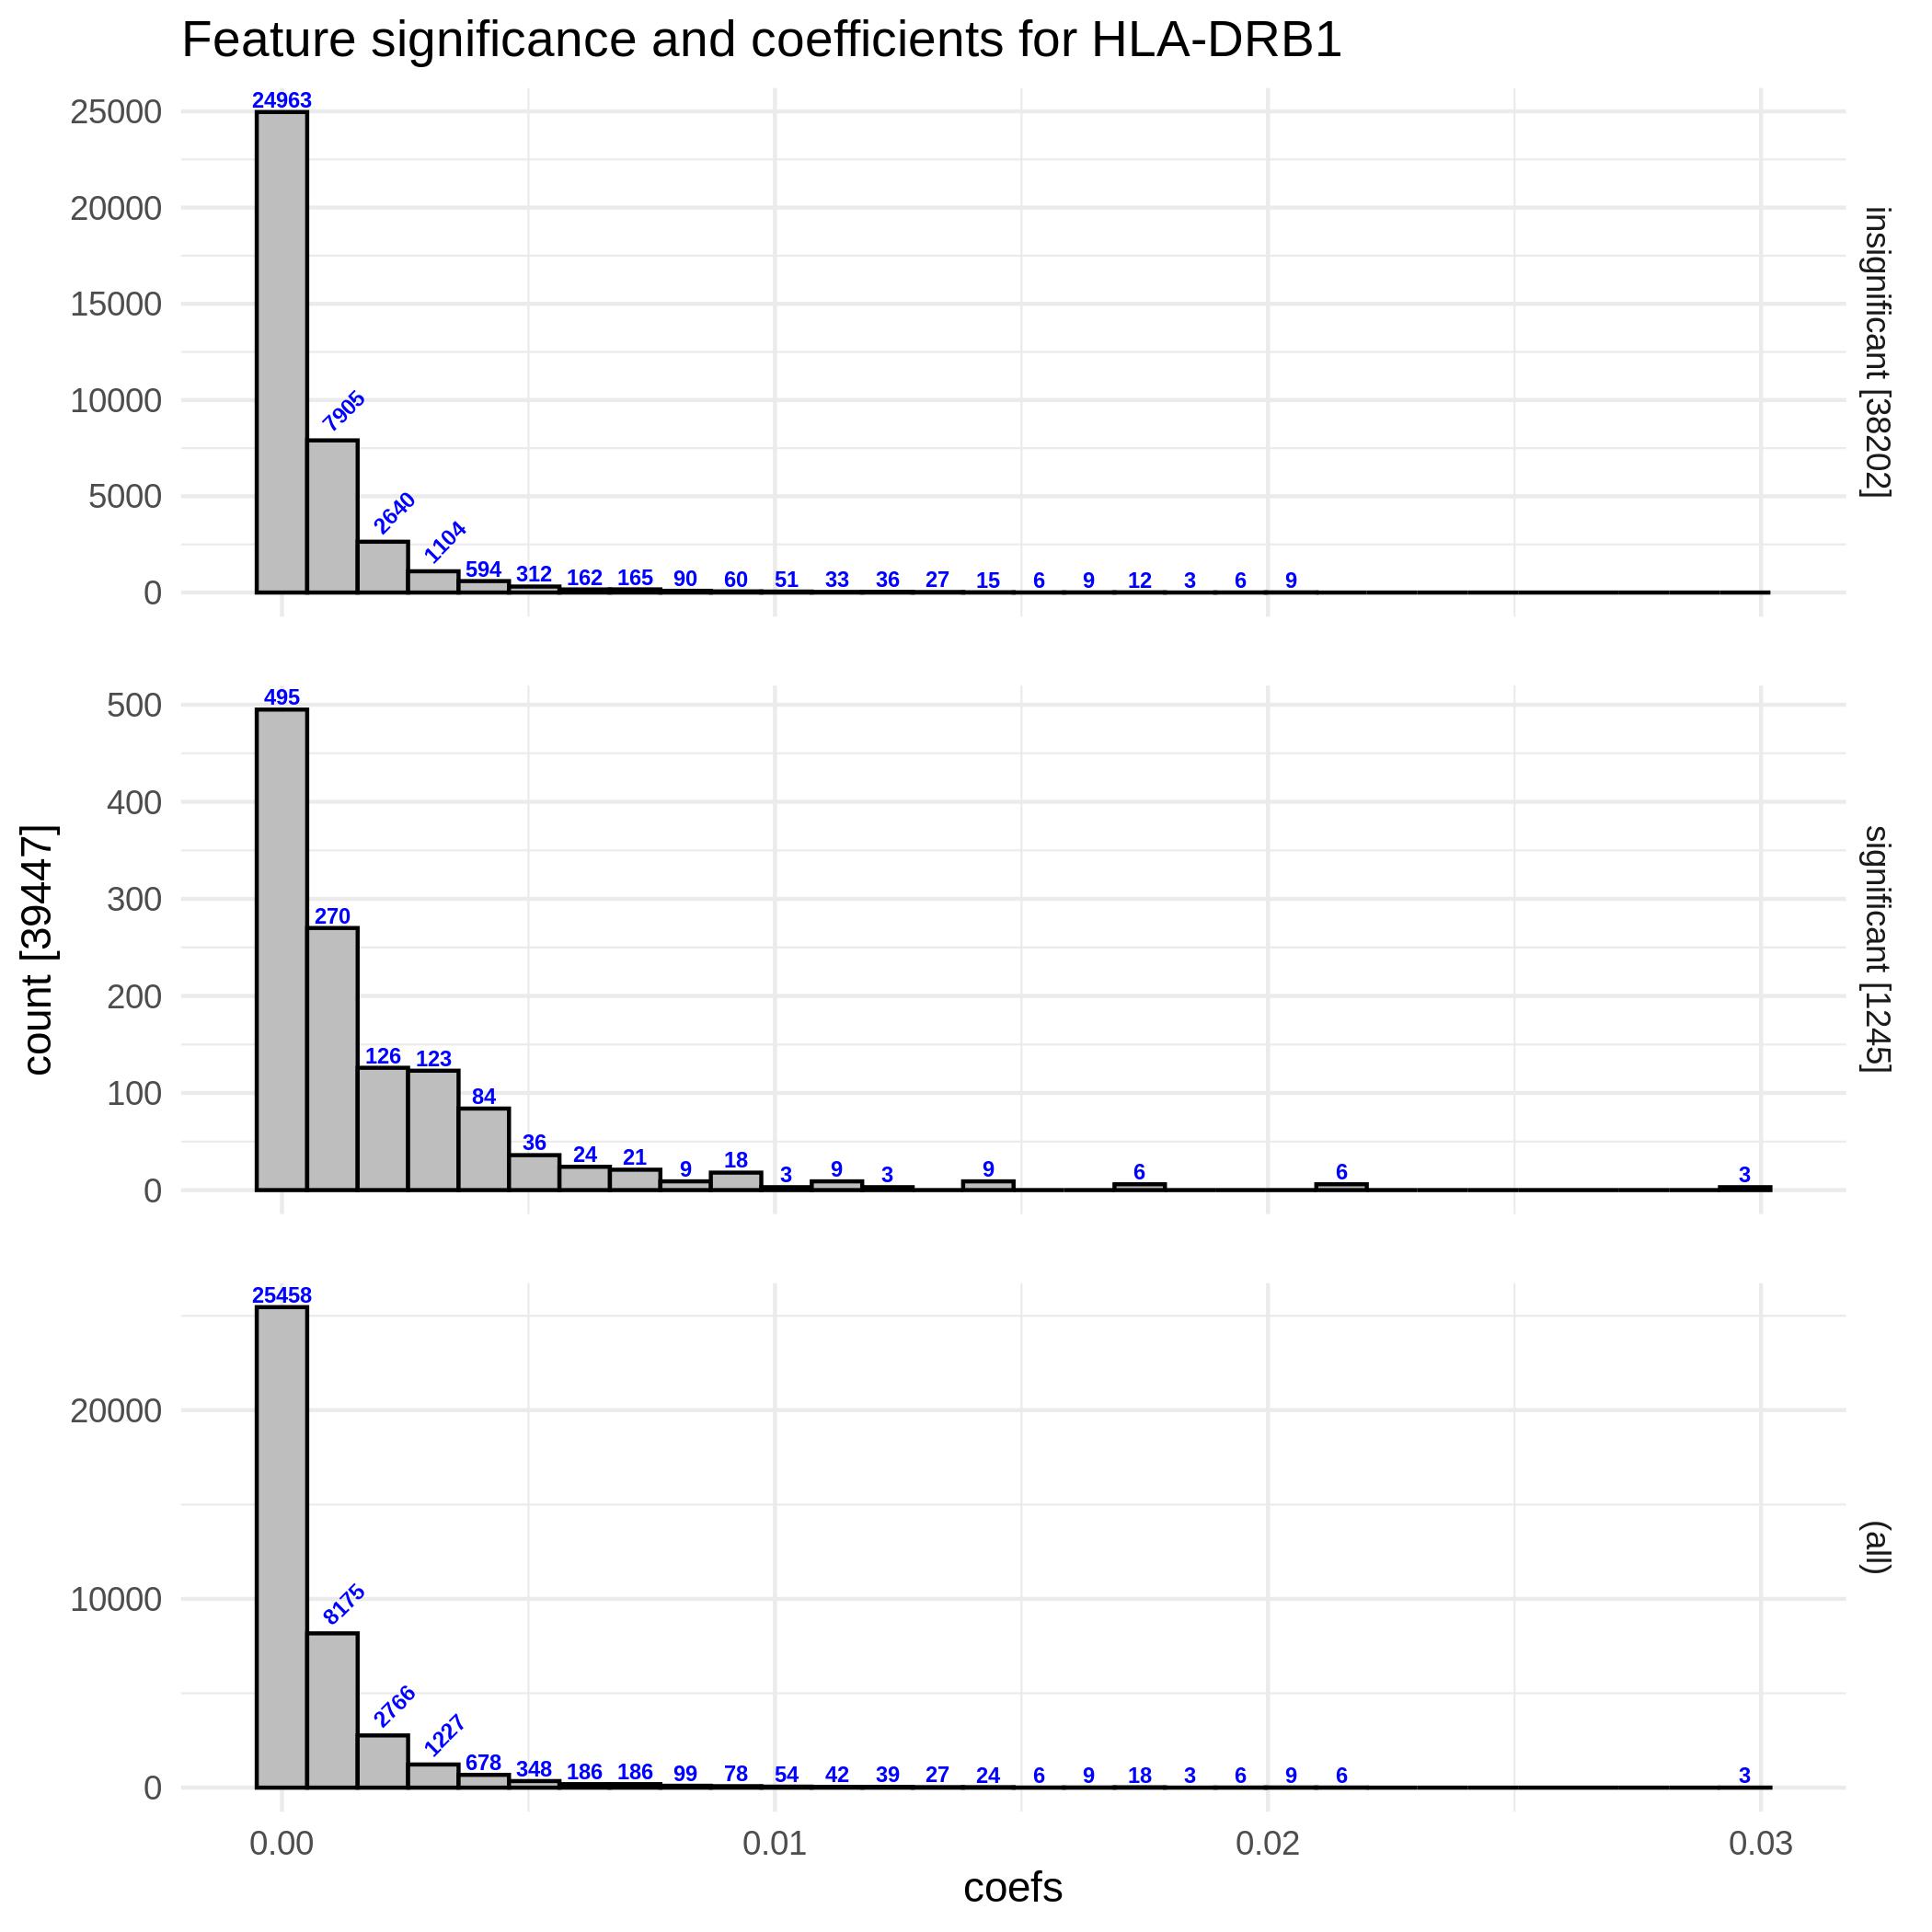 Feature significance and coefficients for HLA-DRB1
25000
20000
15000
10000
5000
0
24963
7905
2640
1104
594 312 162 165 90 60 51 33 36 27 15 6 9 12 3 6 9
insignificant [38202]
count [39447]
500
400
300
200
100
0
495
270
126 123
84
36 24 21 9 18 3 9 3 9 6 6 3
significant [1245]
20000
10000
0
25458
8175
2766
1227
678 348 186 186 99 78 54 42 39 27 24 6 9 18 3 6 9 6 3
(all)
0.00 0.01 0.02 0.03
coefs